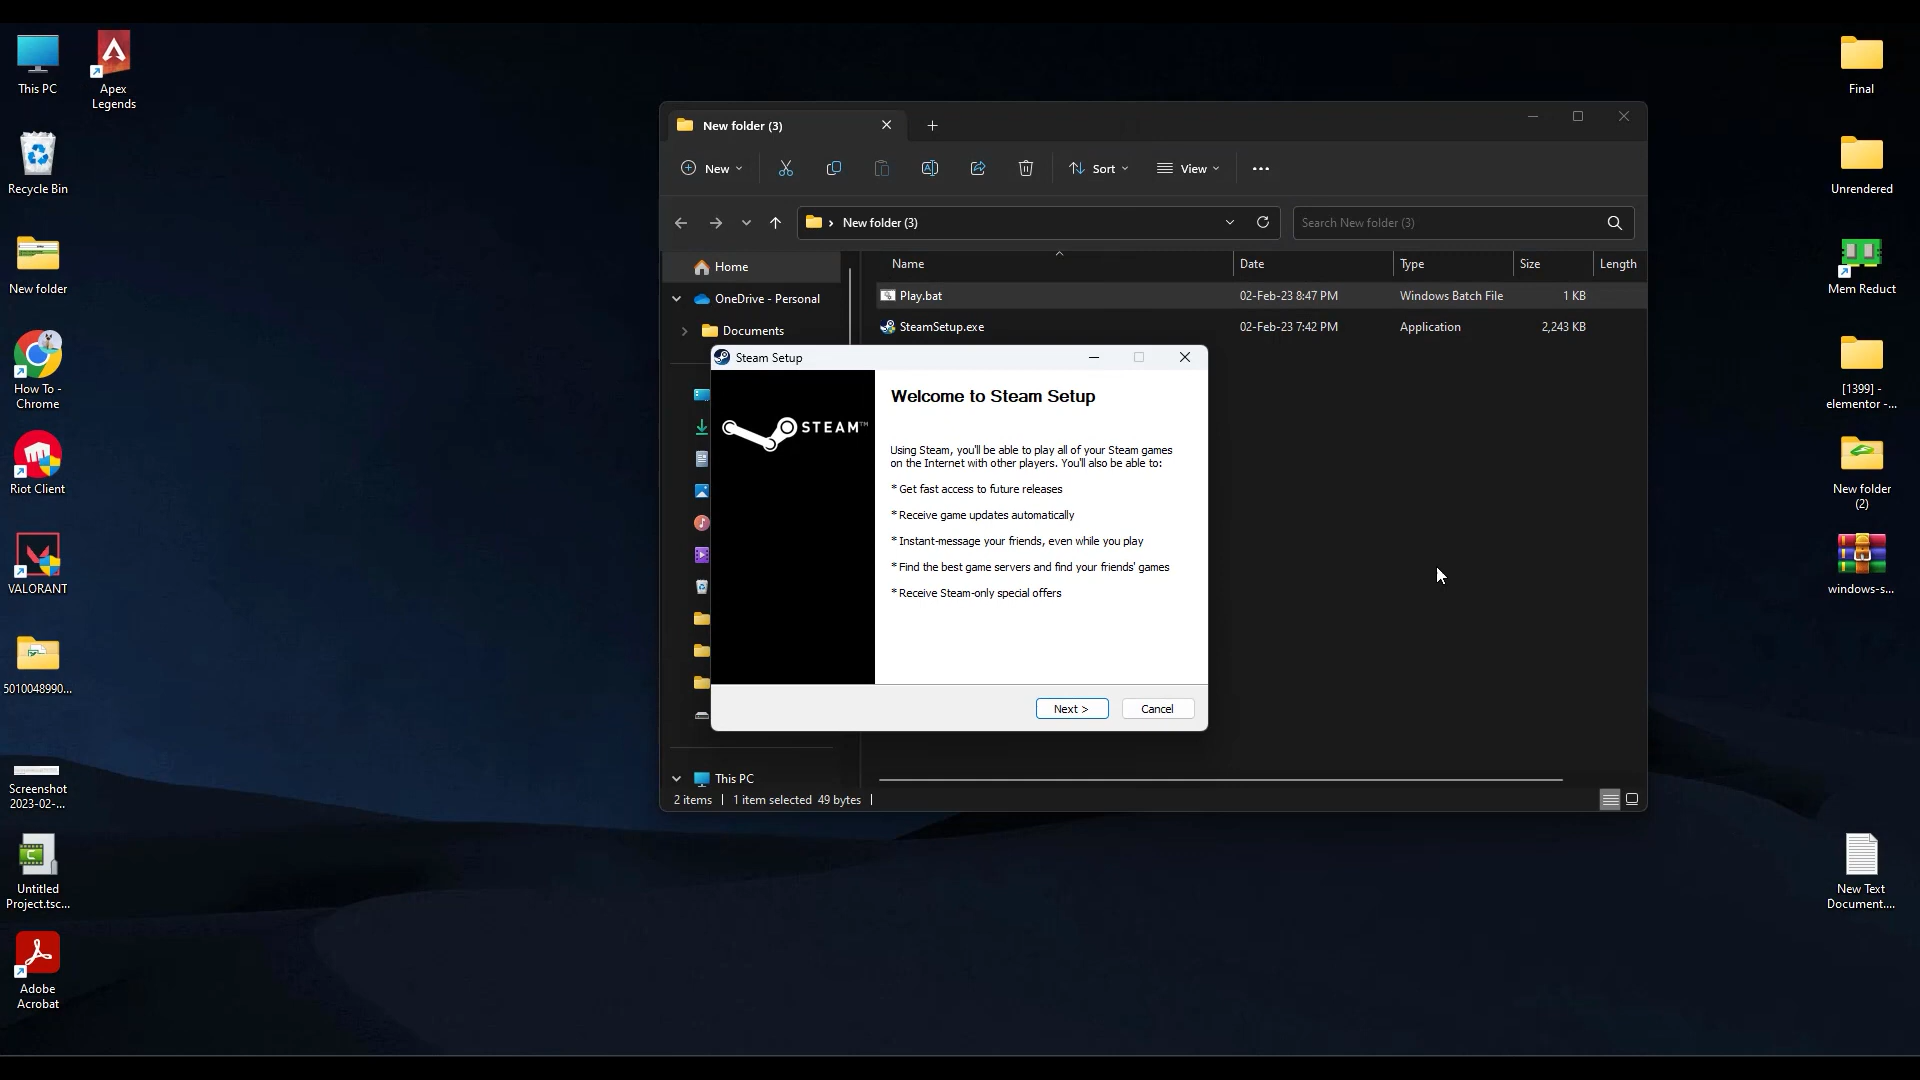 This PC
Apex
Legends
Recycle Bin
New folder
How To -
Chrome
Riot Client
VALORANT
5010048990...
Screenshot
2023-02-...
Untitled
Project.tsc...
Adobe
Acrobat
New folder (3)
New
Sort
View
New folder (3)
Search New folder (3)
Home
OneDrive - Personal
Documents
This PC
Name
Date
Type
Size
Length
Play.bat
02-Feb-23 8:47 PM
Windows Batch File
1 KB
SteamSetup.exe
02-Feb-23 7:42 PM
Application
2,243 KB
Steam Setup
STEAM™
Welcome to Steam Setup
Using Steam, you'll be able to play all of your Steam games
on the Internet with other players. You'll also be able to:
* Get fast access to future releases
* Receive game updates automatically
* Instant-message your friends, even while you play
* Find the best game servers and find your friends' games
* Receive Steam-only special offers
Next >
Cancel
2 items
1 item selected 49 bytes
Final
Unrendered
Mem Reduct
[1399] -
elementor -...
New folder
(2)
windows-s...
New Text
Document....